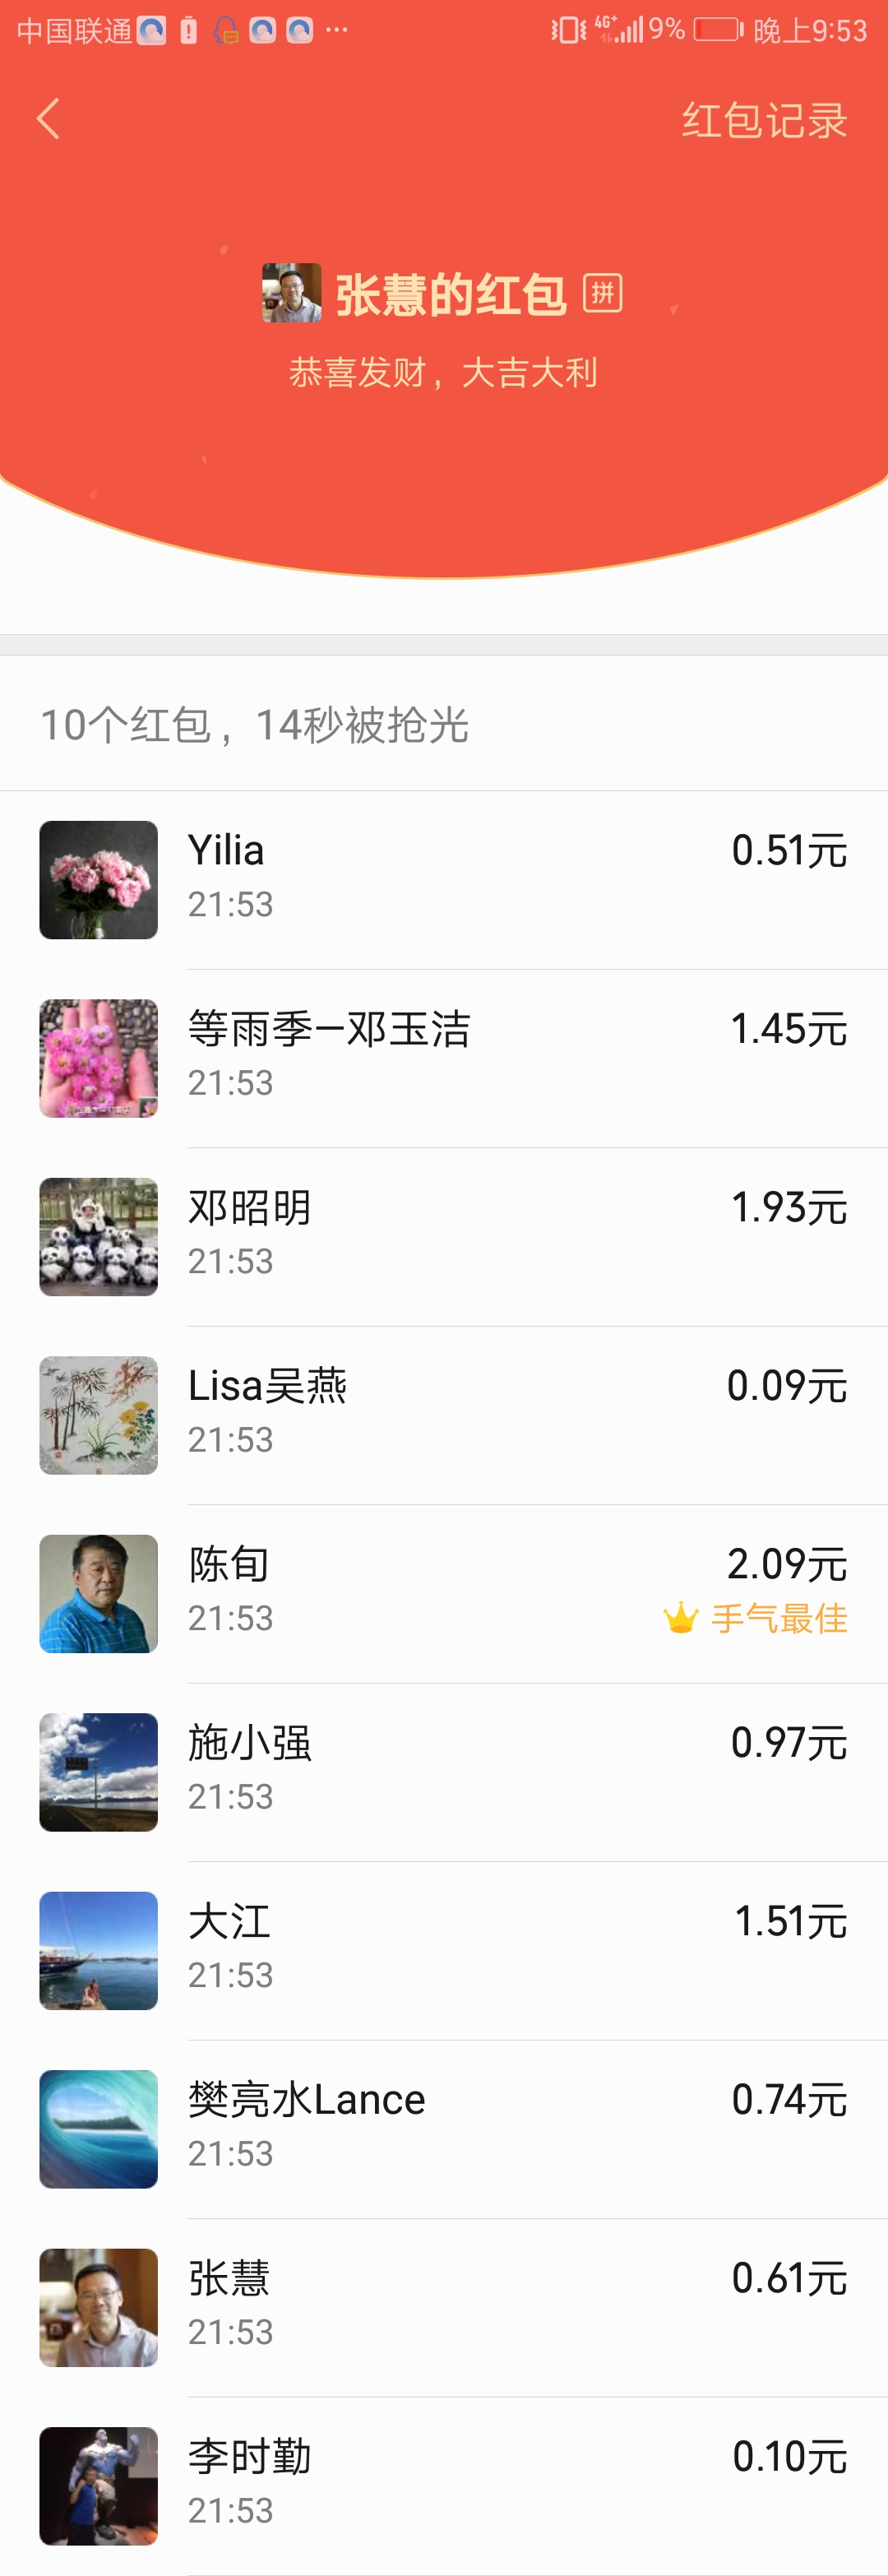 中国联通 4G+ 9% 晚上9:53
红包记录
张慧的红包 拼
恭喜发财，大吉大利
10个红包，14秒被抢光
Yilia 0.51元
21:53
等雨季—邓玉洁 1.45元
21:53
邓昭明 1.93元
21:53
Lisa吴燕 0.09元
21:53
陈旬 2.09元
21:53 手气最佳
施小强 0.97元
21:53
大江 1.51元
21:53
樊亮水Lance 0.74元
21:53
张慧 0.61元
21:53
李时勤 0.10元
21:53